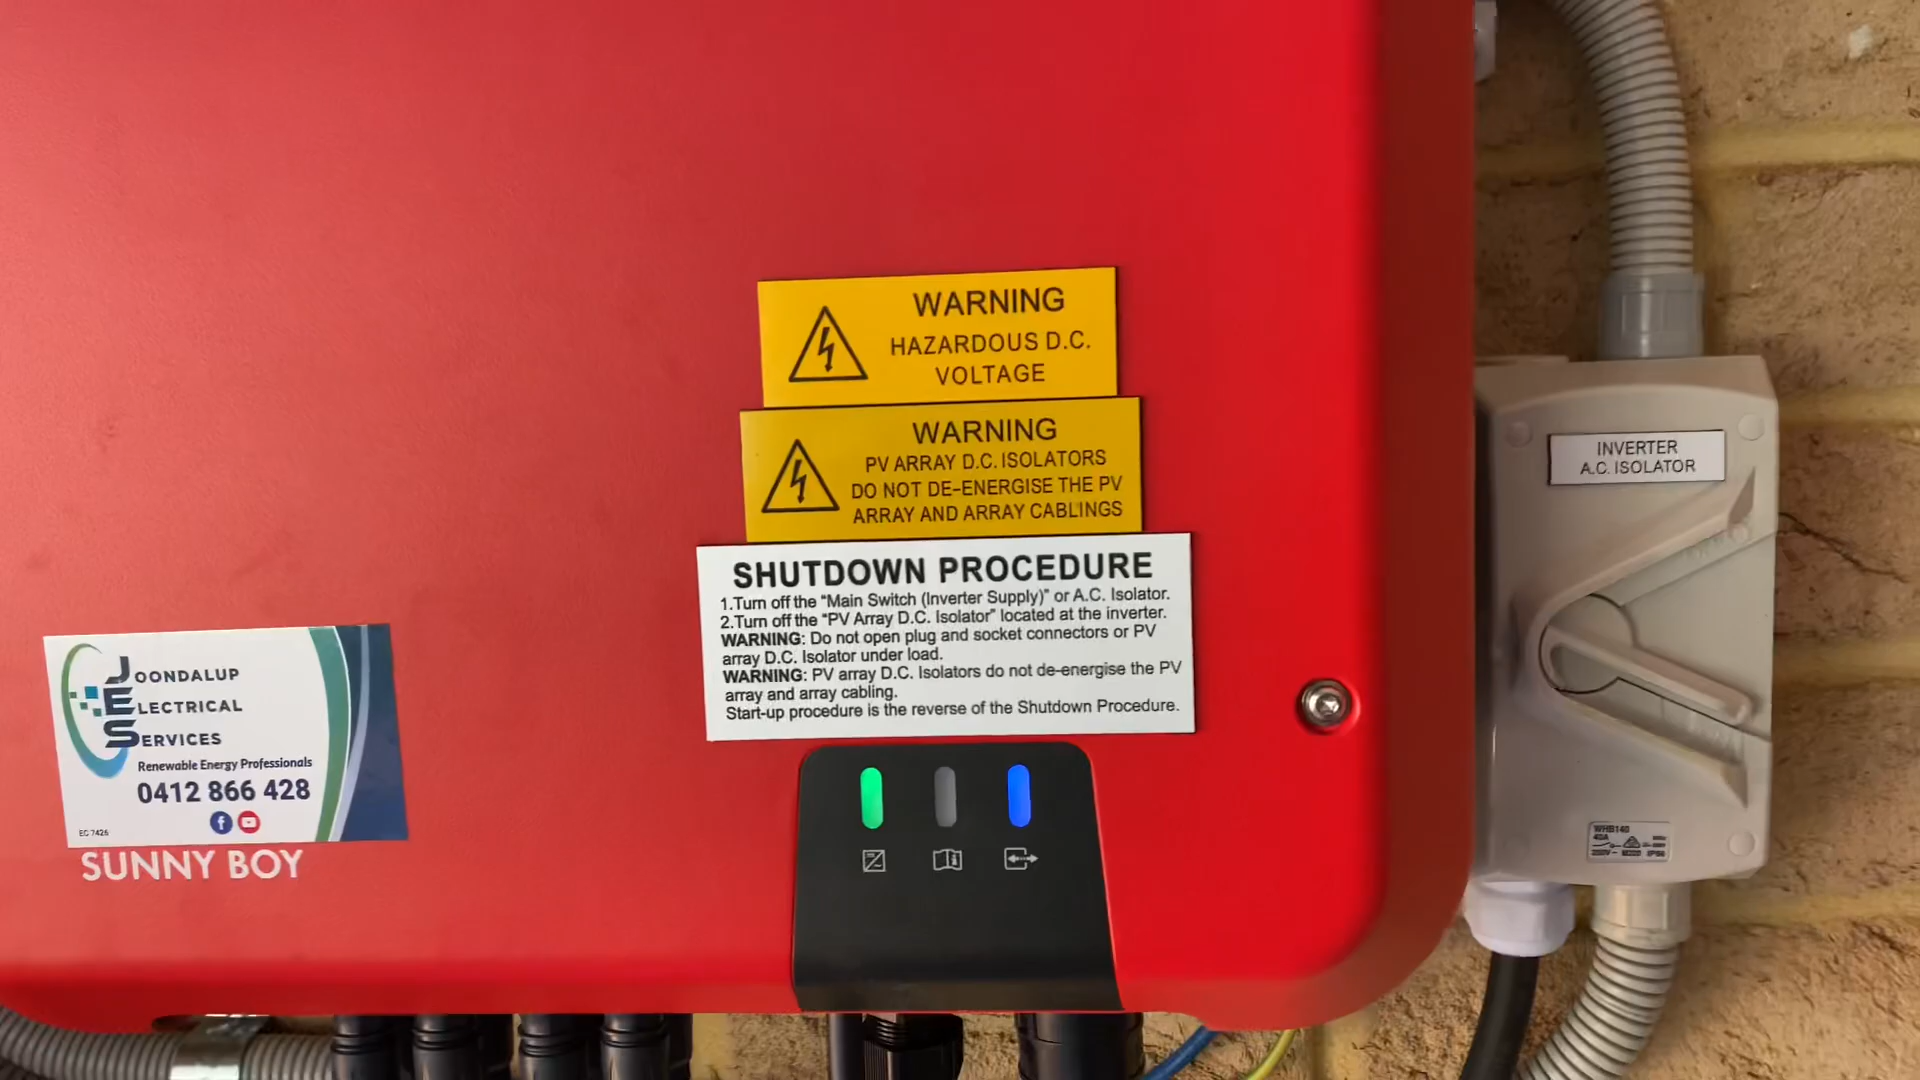 WARNING
HAZARDOUS D.C.
VOLTAGE
WARNING
PV ARRAY D.C. ISOLATORS
DO NOT DE-ENERGISE THE PV
ARRAY AND ARRAY CABLINGS
SHUTDOWN PROCEDURE
1.Turn off the "Main Switch (Inverter Supply)" or A.C. Isolator.
2.Turn off the "PV Array D.C. Isolator" located at the inverter.
WARNING: Do not open plug and socket connectors or PV
array D.C. Isolator under load.
WARNING: PV array D.C. Isolators do not de-energise the PV
array and array cabling.
Start-up procedure is the reverse of the Shutdown Procedure.
JOONDALUP
ELECTRICAL
SERVICES
Renewable Energy Professionals
0412 866 428
EC 7426
SUNNY BOY
INVERTER
A.C. ISOLATOR
WHB140
40A